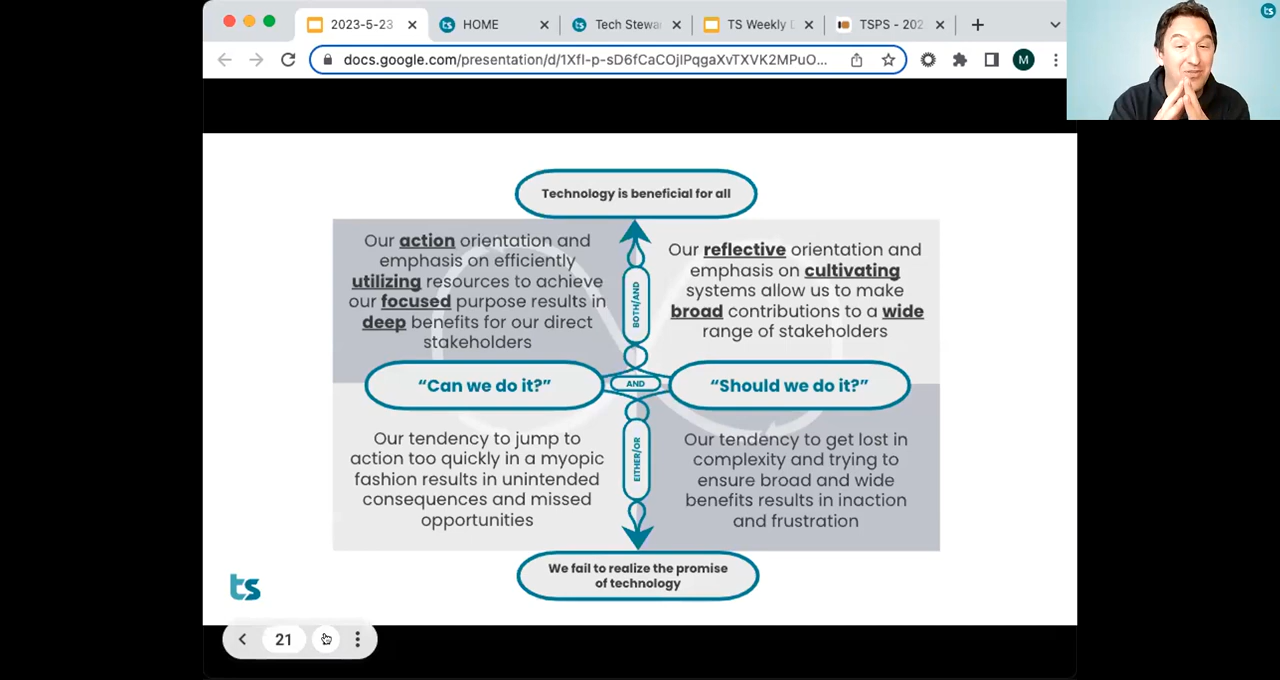 2023-5-23
HOME
Tech Stewa
TS Weekly
TSPS - 202
docs.google.com/presentation/d/1XfI-p-sD6fCaCOjIPqgaXvTXVK2MPuO...
M
ts
Technology is beneficial for all
Our action orientation and
emphasis on efficiently
utilizing resources to achieve
our focused purpose results in
deep benefits for our direct
stakeholders
BOTH/AND
Our reflective orientation and
emphasis on cultivating
systems allow us to make
broad contributions to a wide
range of stakeholders
"Can we do it?"
AND
"Should we do it?"
Our tendency to jump to
action too quickly in a myopic
fashion results in unintended
consequences and missed
opportunities
EITHER/OR
Our tendency to get lost in
complexity and trying to
ensure broad and wide
benefits results in inaction
and frustration
We fail to realize the promise
of technology
ts
21